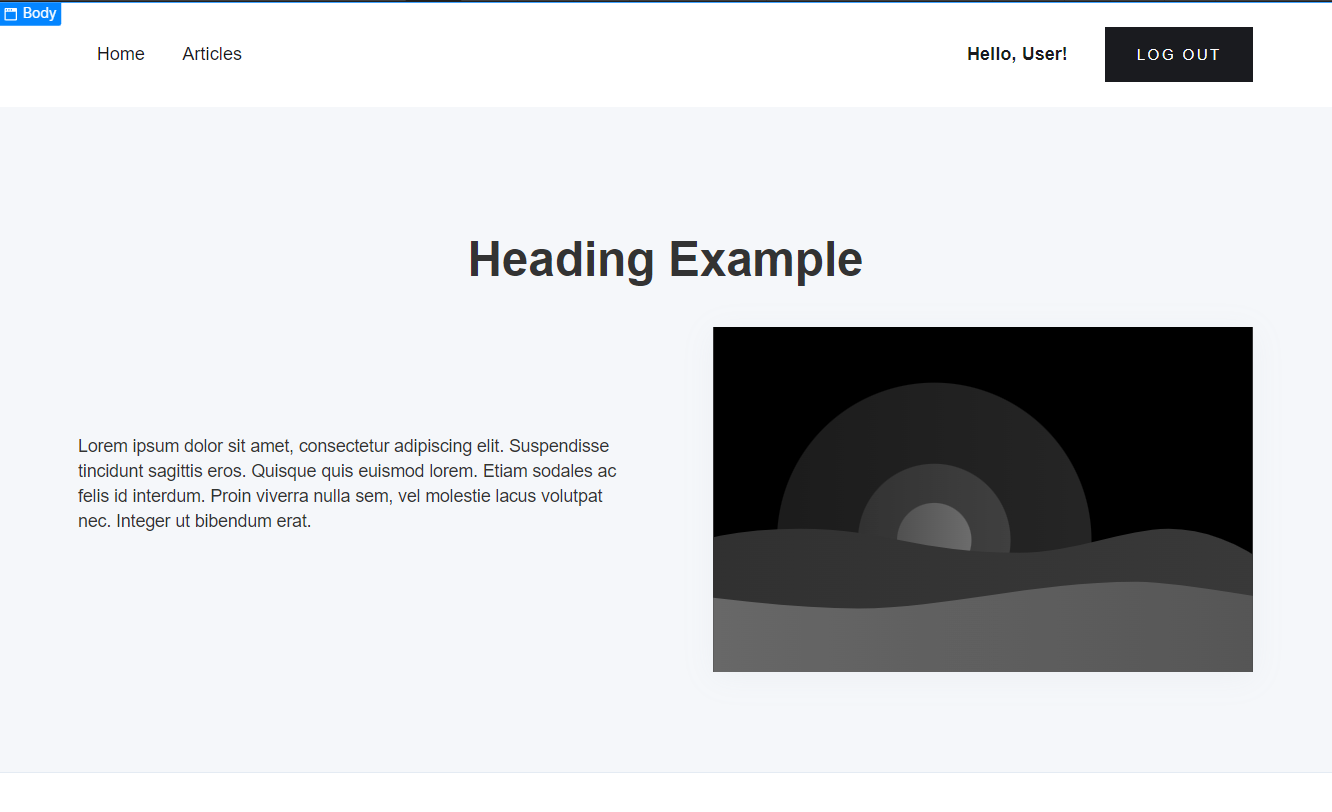 Body
Home Articles Hello, User! LOG OUT
Heading Example
Lorem ipsum dolor sit amet, consectetur adipiscing elit. Suspendisse
tincidunt sagittis eros. Quisque quis euismod lorem. Etiam sodales ac
felis id interdum. Proin viverra nulla sem, vel molestie lacus volutpat
nec. Integer ut bibendum erat.